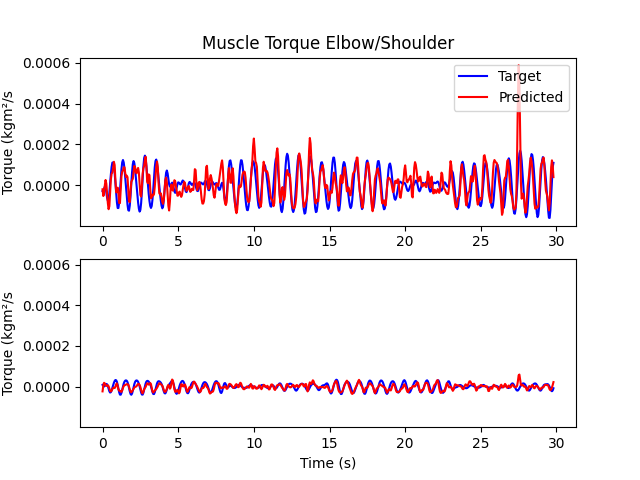 Muscle Torque Elbow/Shoulder
Torque (kgm²/s
0.0006
0.0004
0.0002
0.0000
Target
Predicted
0 5 10 15 20 25 30
Torque (kgm²/s
0.0006
0.0004
0.0002
0.0000
0 5 10 15 20 25 30
Time (s)